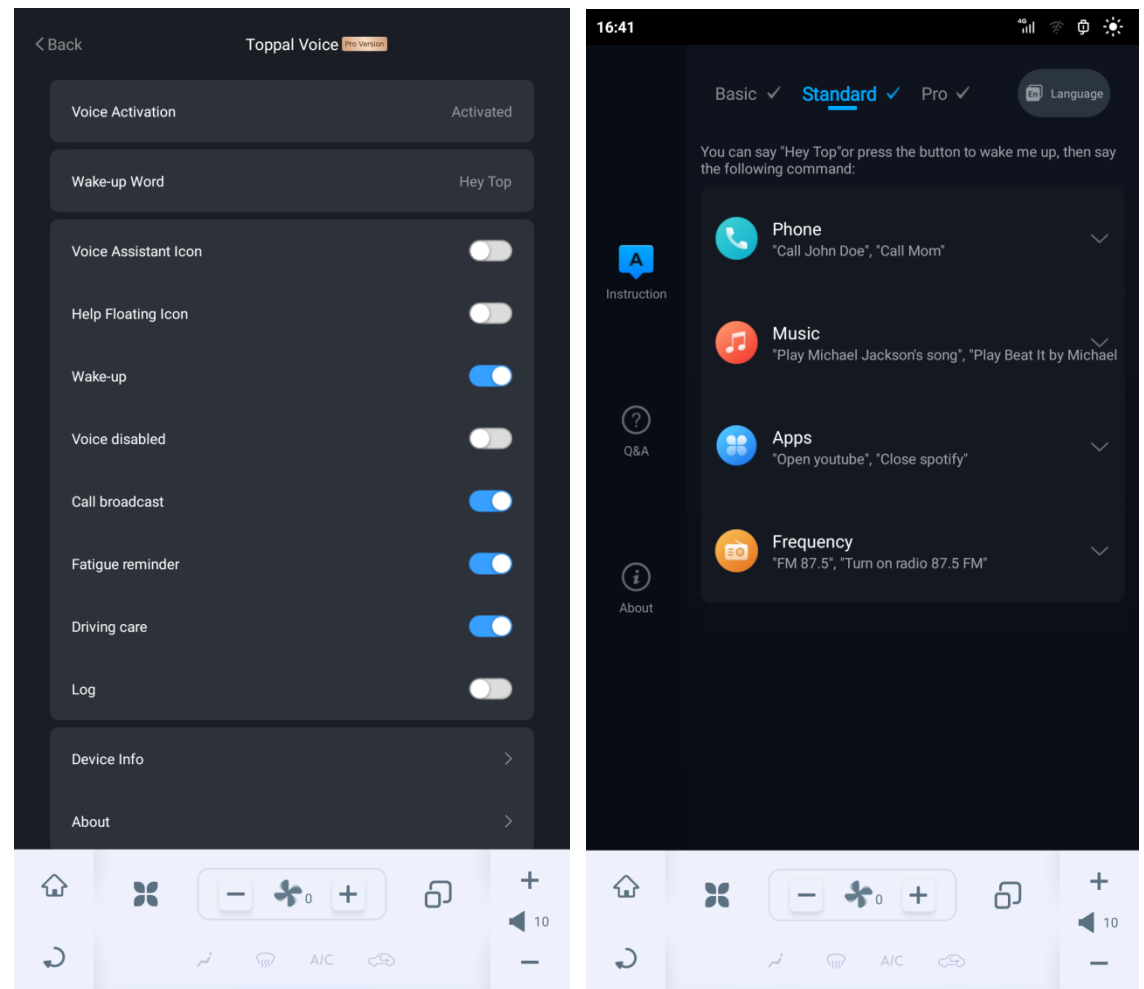 Back
Toppal Voice Pro Version
Voice Activation Activated
Wake-up Word Hey Top
Voice Assistant Icon
Help Floating Icon
Wake-up
Voice disabled
Call broadcast
Fatigue reminder
Driving care
Log
Device Info
About
0
10
A/C
16:41
4G
Basic Standard Pro
En Language
You can say "Hey Top"or press the button to wake me up, then say
the following command:
A
Instruction
Q&A
About
Phone
"Call John Doe", "Call Mom"
Music
"Play Michael Jackson's song", "Play Beat It by Michael
Apps
"Open youtube", "Close spotify"
Frequency
"FM 87.5", "Turn on radio 87.5 FM"
0
10
A/C